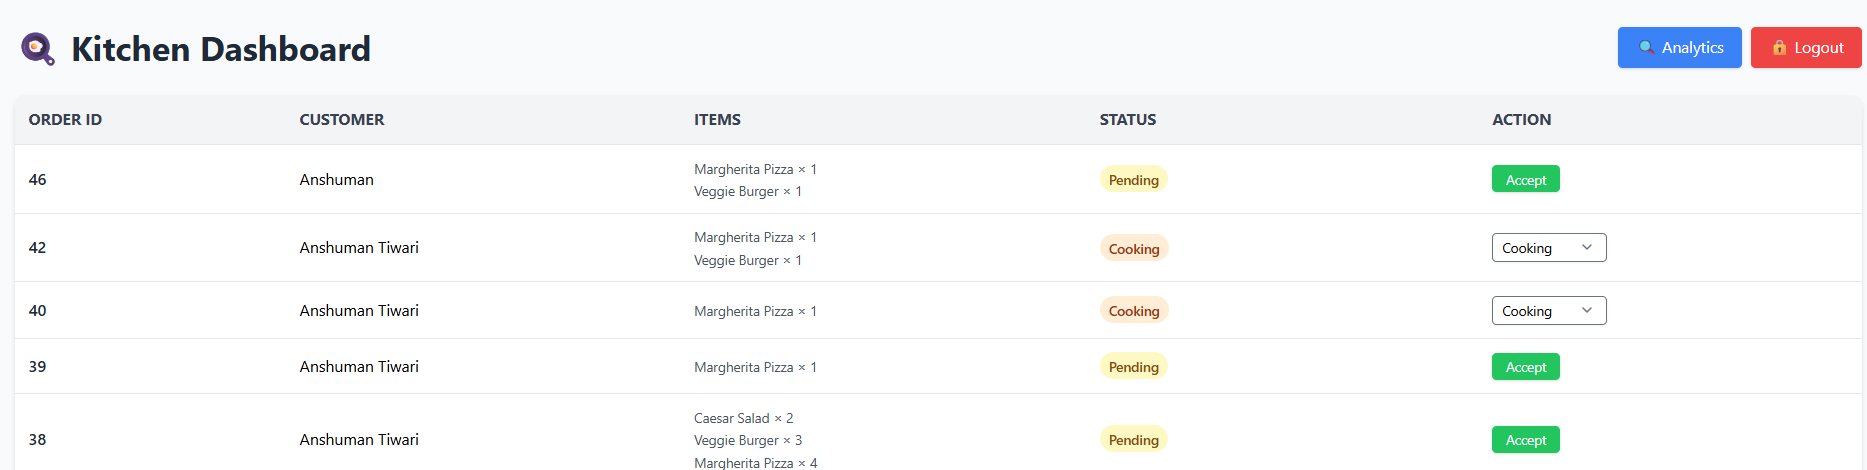 Kitchen Dashboard
Analytics
Logout
ORDER ID CUSTOMER ITEMS STATUS ACTION
46 Anshuman Margherita Pizza × 1 Pending Accept
Veggie Burger × 1
42 Anshuman Tiwari Margherita Pizza × 1 Cooking Cooking
Veggie Burger × 1
40 Anshuman Tiwari Margherita Pizza × 1 Cooking Cooking
39 Anshuman Tiwari Margherita Pizza × 1 Pending Accept
38 Anshuman Tiwari Caesar Salad × 2 Pending Accept
Veggie Burger × 3
Margherita Pizza × 4